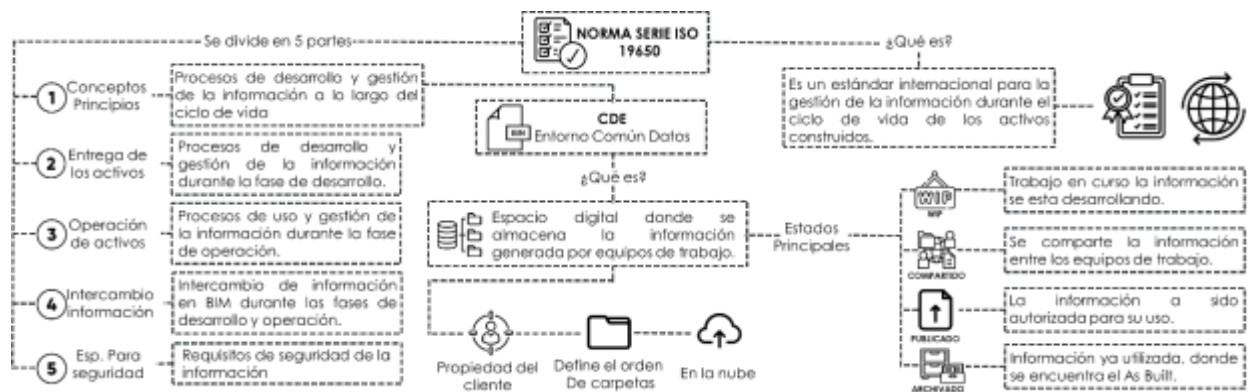 NORMA SERIE ISO
19650
Se divide en 5 partes
¿Qué es?
1
Conceptos
Principios
Procesos de desarrollo y gestión
de la información a lo largo del
ciclo de vida
2
Entrega de
los activos
Procesos de desarrollo y
gestión de la información
durante la fase de desarrollo.
3
Operación
de activos
Procesos de uso y gestión de
la información durante la fase
de operación.
4
Intercambio
información
Intercambio de información
en BIM durante las fases de
desarrollo y operación.
5
Esp. Para
seguridad
Requisitos de seguridad de la
información
BIM
CDE
Entorno Común Datos
¿Qué es?
Espacio digital donde se
almacena la información
generada por equipos de trabajo.
Propiedad del
cliente
Define el orden
De carpetas
En la nube
Es un estándar internacional para la
gestión de la información durante el
ciclo de vida de los activos
construidos.
Estados
Principales
WIP
WIP
Trabajo en curso la información
se esta desarrollando.
COMPARTIDO
Se comparte la información
entre los equipos de trabajo.
PUBLICADO
La información a sido
autorizada para su uso.
ARCHIVADO
Información ya utilizada, donde
se encuentra el As Built.